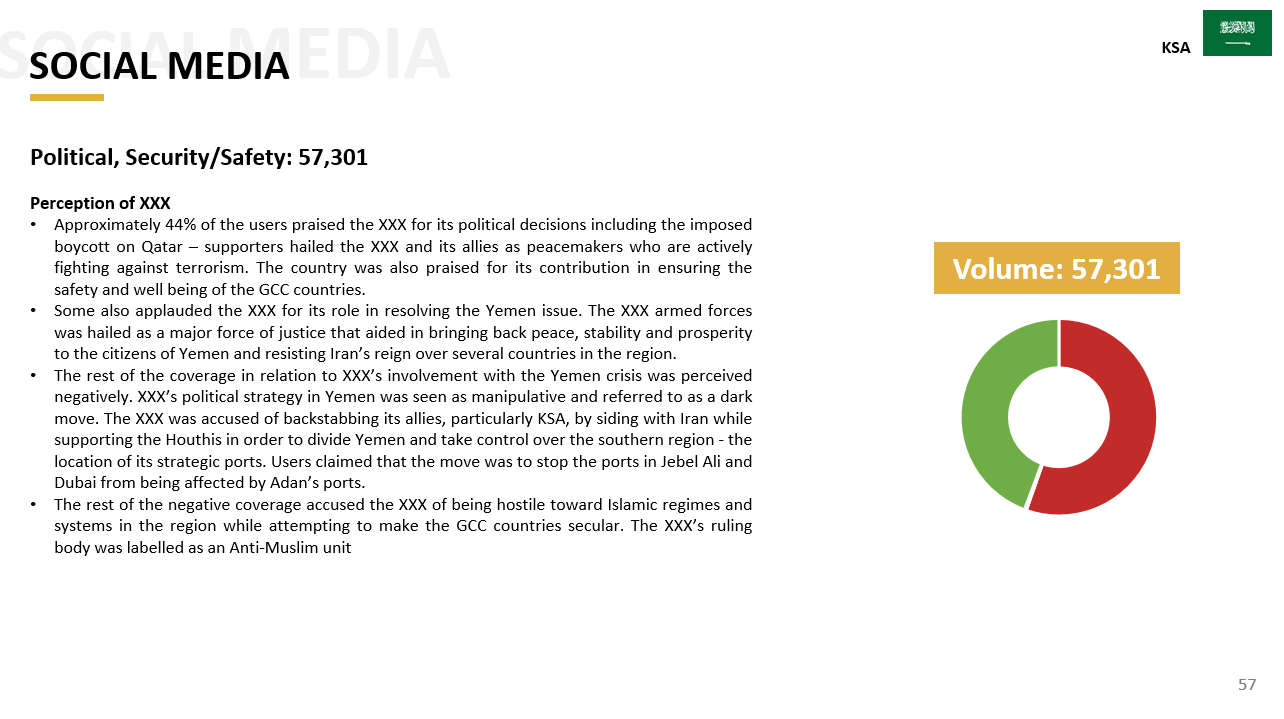 SOCIAL MEDIA
SOCIAL MEDIA
KSA
Political, Security/Safety: 57,301
Perception of XXX
• Approximately 44% of the users praised the XXX for its political decisions including the imposed
boycott on Qatar – supporters hailed the XXX and its allies as peacemakers who are actively
fighting against terrorism. The country was also praised for its contribution in ensuring the
safety and well being of the GCC countries.
• Some also applauded the XXX for its role in resolving the Yemen issue. The XXX armed forces
was hailed as a major force of justice that aided in bringing back peace, stability and prosperity
to the citizens of Yemen and resisting Iran’s reign over several countries in the region.
• The rest of the coverage in relation to XXX’s involvement with the Yemen crisis was perceived
negatively. XXX’s political strategy in Yemen was seen as manipulative and referred to as a dark
move. The XXX was accused of backstabbing its allies, particularly KSA, by siding with Iran while
supporting the Houthis in order to divide Yemen and take control over the southern region - the
location of its strategic ports. Users claimed that the move was to stop the ports in Jebel Ali and
Dubai from being affected by Adan’s ports.
• The rest of the negative coverage accused the XXX of being hostile toward Islamic regimes and
systems in the region while attempting to make the GCC countries secular. The XXX’s ruling
body was labelled as an Anti-Muslim unit
Volume: 57,301
57